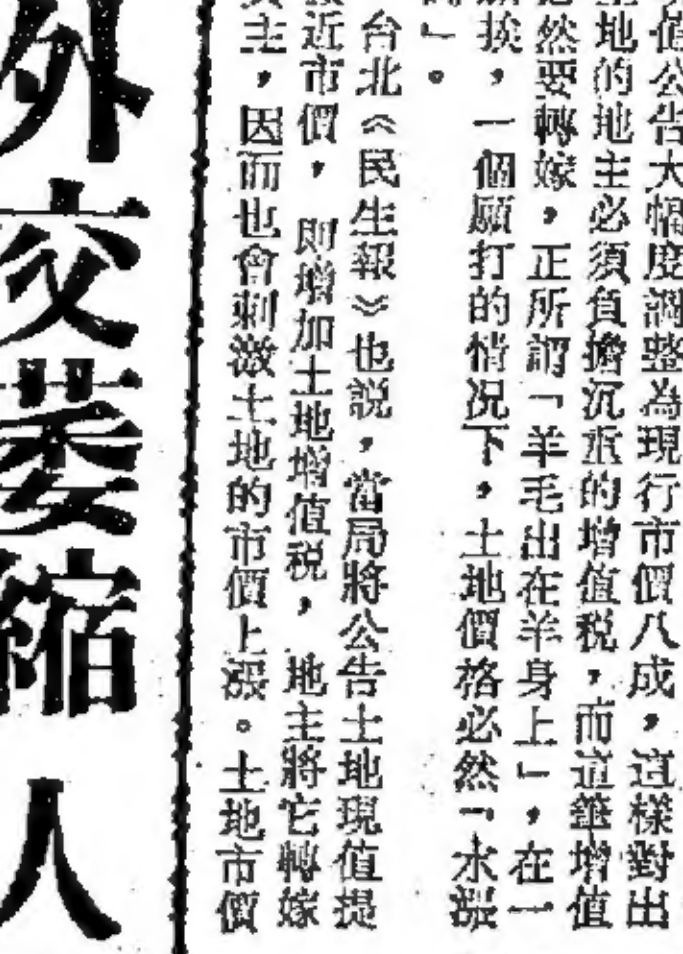 值公告大幅度調整為現行市價八成，這樣對出
地的地主必須負擔沉重的增值税，而這筆增值
然要轉嫁，正所謂「羊毛出在羊身上」，在一
挨，一個願打的情况下，土地價格必然「水漲
」。
台北《民生報》也説，當局將公告土地現值提
近市價，即增加土地增值税，地主將它轉嫁
主，因而也會刺激土地的市價上漲。土地市價
外交萎縮 人